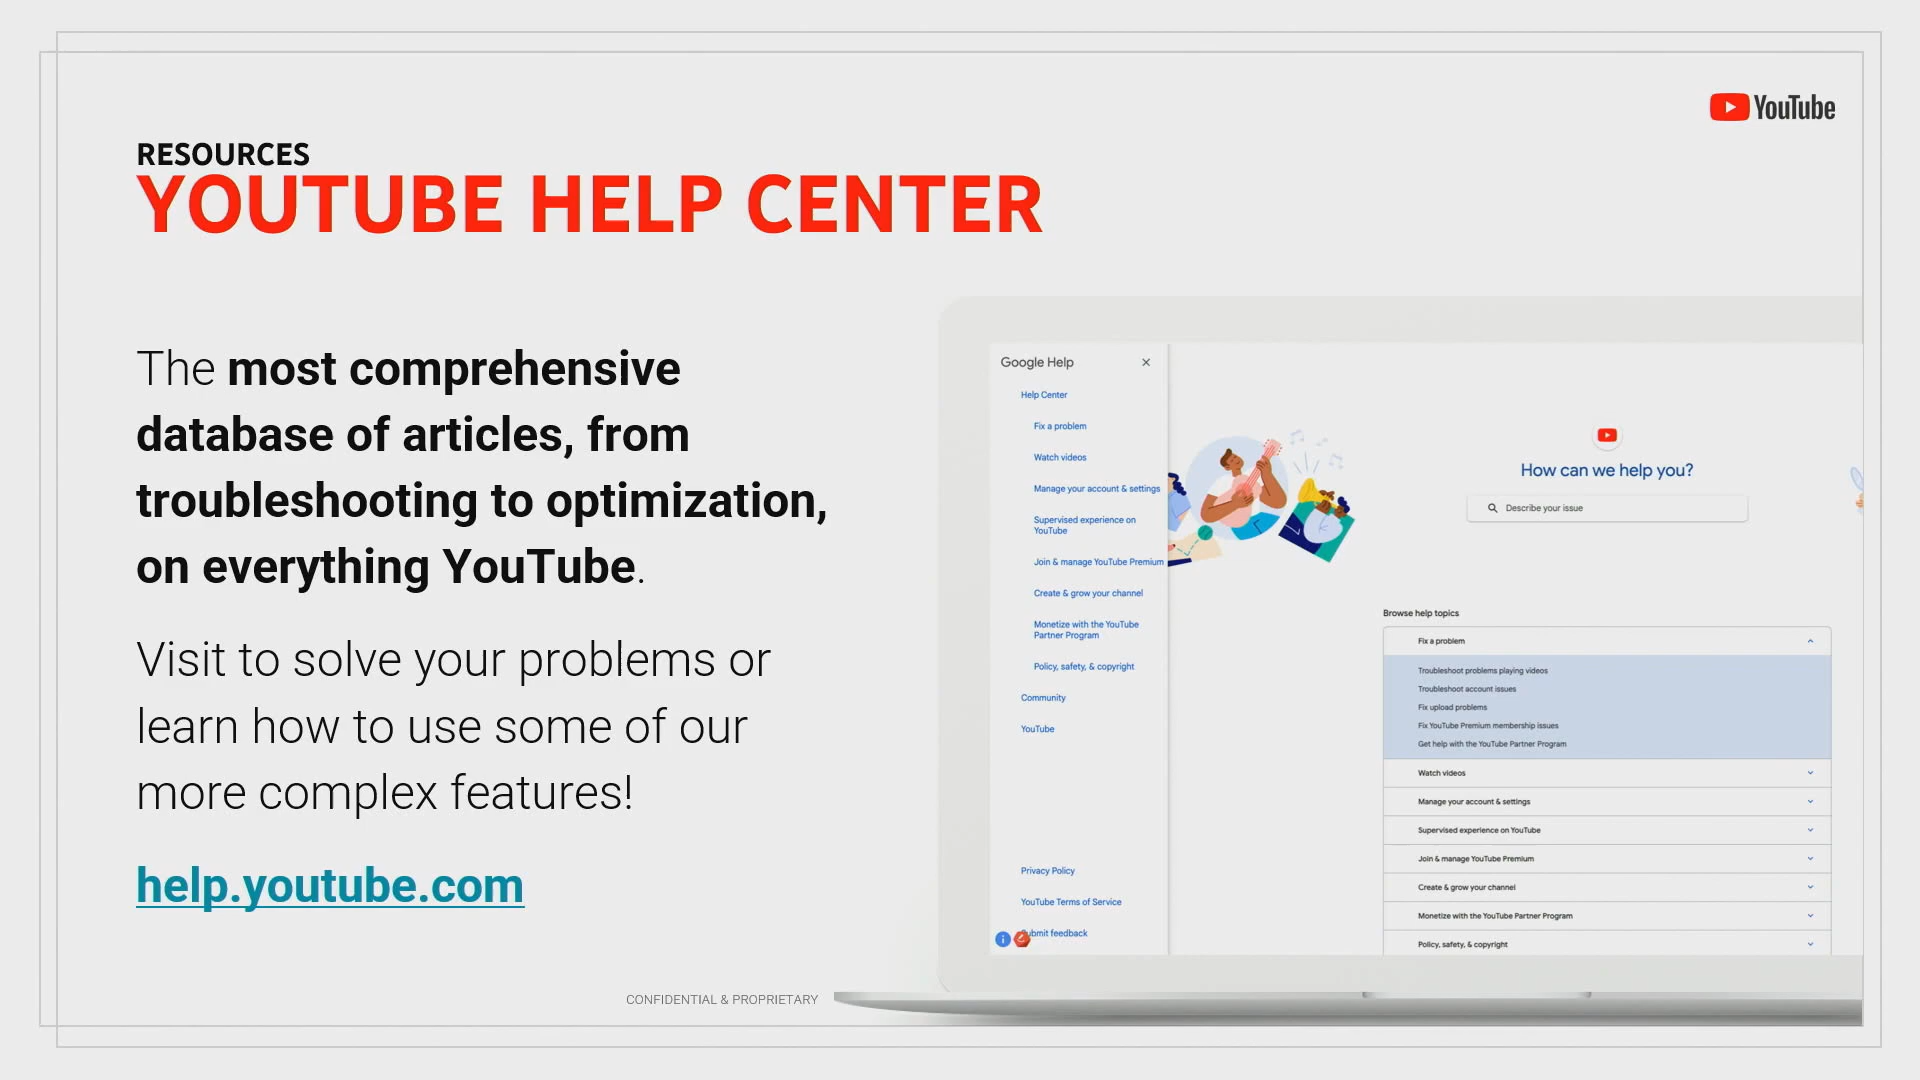 YouTube
RESOURCES
YOUTUBE HELP CENTER
The most comprehensive
database of articles, from
troubleshooting to optimization,
on everything YouTube.
Visit to solve your problems or
learn how to use some of our
more complex features!
help.youtube.com
CONFIDENTIAL & PROPRIETARY
Google Help
Help Center
Fix a problem
Watch videos
Manage your account & settings
Supervised experience on
YouTube
Join & manage YouTube Premium
Create & grow your channel
Monetize with the YouTube
Partner Program
Policy, safety, & copyright
Community
YouTube
Privacy Policy
YouTube Terms of Service
ubmit feedback
How can we help you?
Describe your issue
Browse help topics
Fix a problem
Troubleshoot problems playing videos
Troubleshoot account issues
Fix upload problems
Fix YouTube Premium membership issues
Get help with the YouTube Partner Program
Watch videos
Manage your account & settings
Supervised experience on YouTube
Join & manage YouTube Premium
Create & grow your channel
Monetize with the YouTube Partner Program
Policy, safety, & copyright